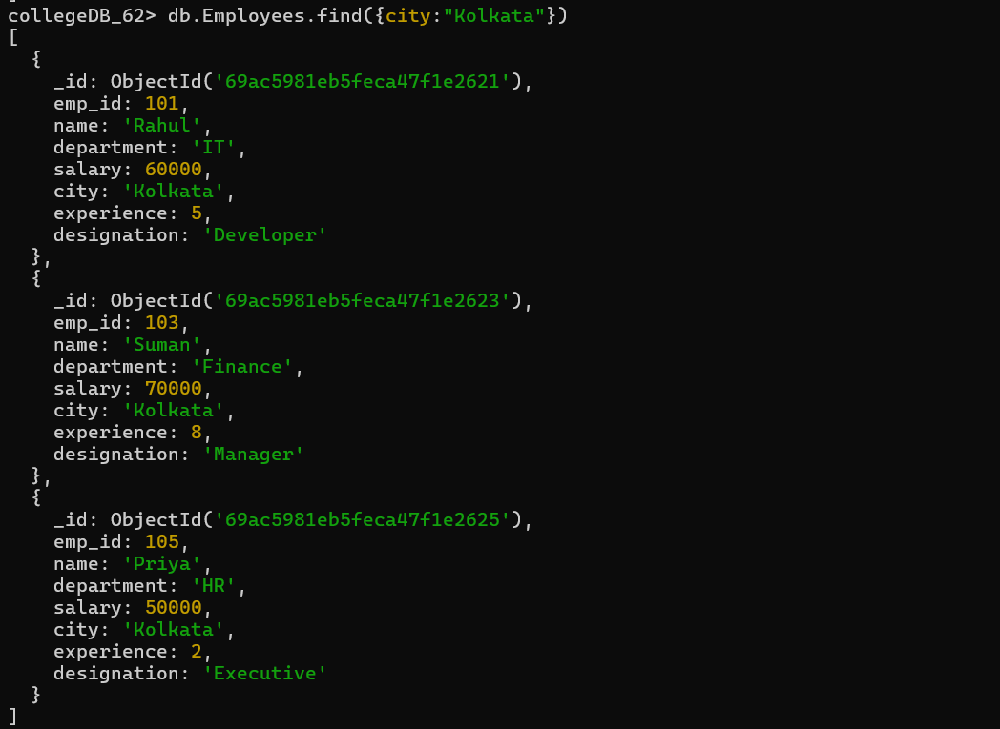 collegeDB_62> db.Employees.find({city:"Kolkata"})
[
  {
    _id: ObjectId('69ac5981eb5feca47f1e2621'),
    emp_id: 101,
    name: 'Rahul',
    department: 'IT',
    salary: 60000,
    city: 'Kolkata',
    experience: 5,
    designation: 'Developer'
  },
  {
    _id: ObjectId('69ac5981eb5feca47f1e2623'),
    emp_id: 103,
    name: 'Suman',
    department: 'Finance',
    salary: 70000,
    city: 'Kolkata',
    experience: 8,
    designation: 'Manager'
  },
  {
    _id: ObjectId('69ac5981eb5feca47f1e2625'),
    emp_id: 105,
    name: 'Priya',
    department: 'HR',
    salary: 50000,
    city: 'Kolkata',
    experience: 2,
    designation: 'Executive'
  }
]